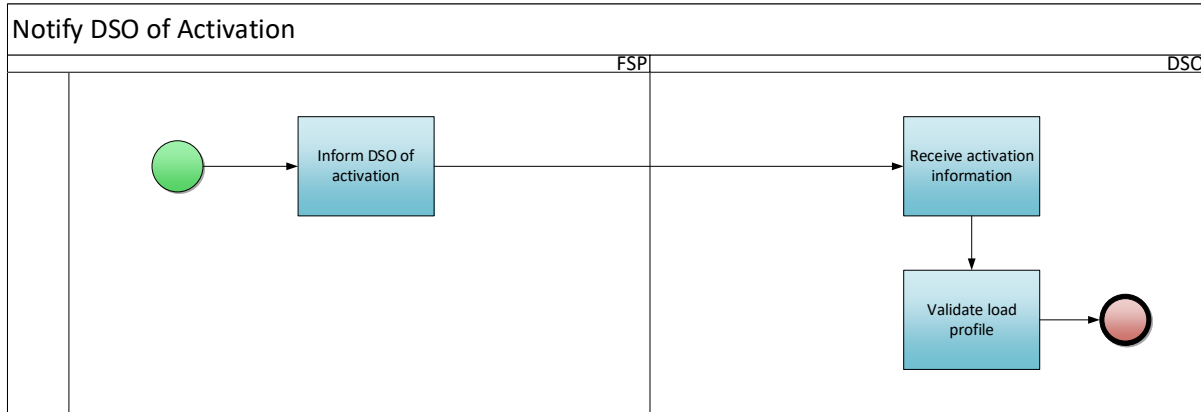 Notify DSO of Activation
FSP
DSO
Inform DSO of
activation
Receive activation
information
Validate load
profile